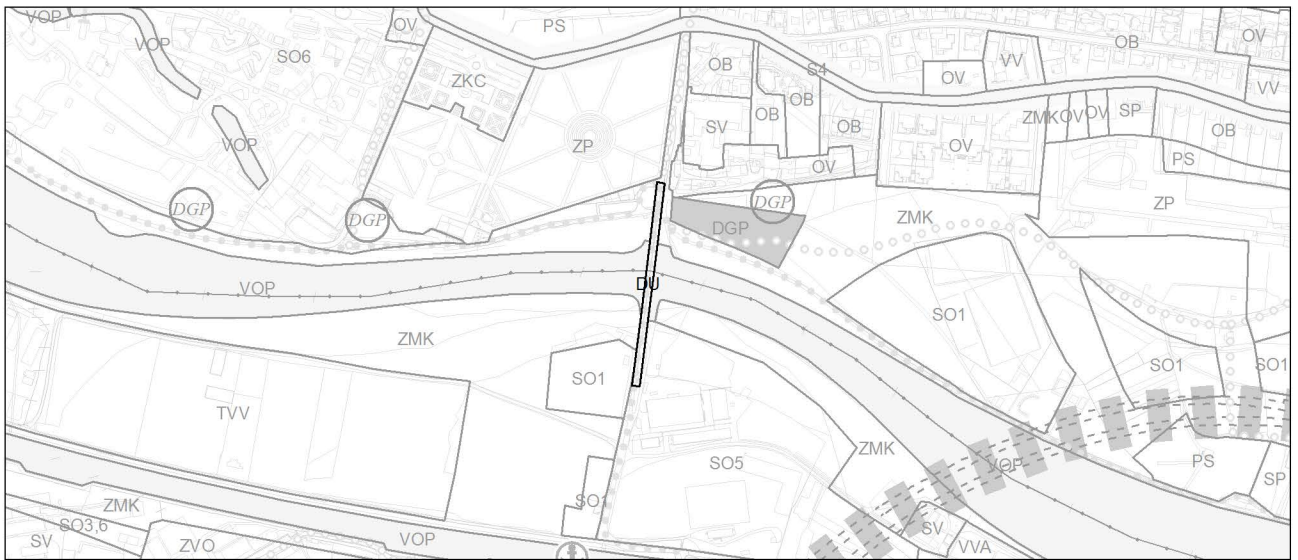 VOP
OV
PS
VOP
SO6
OB
OV
OB
S4
VV
ZKC
OV
VV
OB
ZMK
OV
OV
SP
SV
OB
OB
OB
VOP
ZP
OV
OV
PS
DGP
DGP
DGP
DGP
ZMK
ZP
VOP
DU
SO1
ZMK
SO1
SO1
SO1
TVV
SO5
ZMK
VOP
PS
SP
SO1
ZMK
SO3,6
SV
ZVO
VOP
SV
VVA